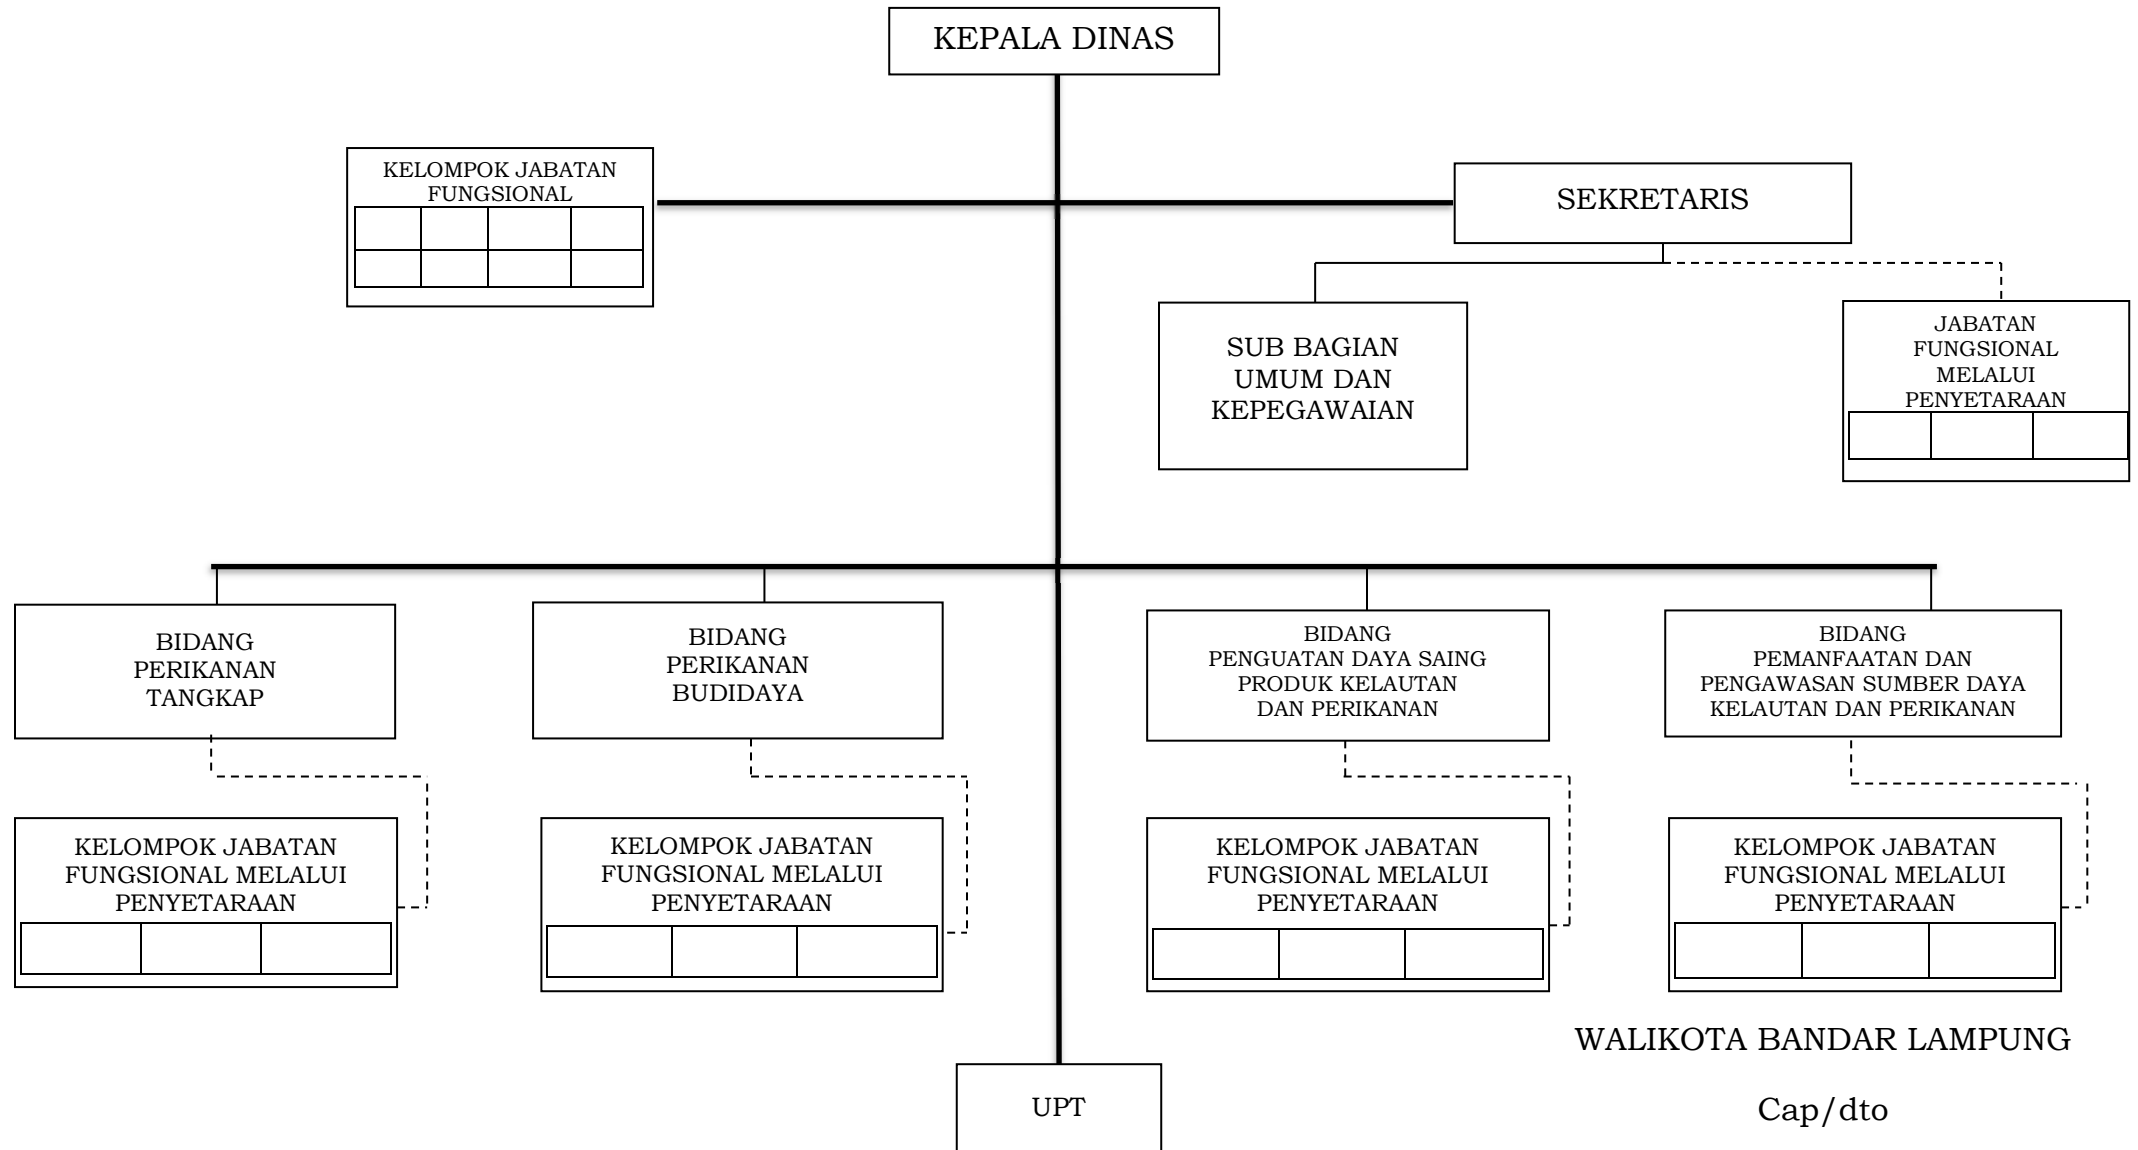 KEPALA DINAS
KELOMPOK JABATAN
FUNGSIONAL
SEKRETARIS
SUB BAGIAN
UMUM DAN
KEPEGAWAIAN
JABATAN
FUNGSIONAL
MELALUI
PENYETARAAN
BIDANG
PERIKANAN
TANGKAP
BIDANG
PERIKANAN
BUDIDAYA
BIDANG
PENGUATAN DAYA SAING
PRODUK KELAUTAN
DAN PERIKANAN
BIDANG
PEMANFAATAN DAN
PENGAWASAN SUMBER DAYA
KELAUTAN DAN PERIKANAN
KELOMPOK JABATAN
FUNGSIONAL MELALUI
PENYETARAAN
KELOMPOK JABATAN
FUNGSIONAL MELALUI
PENYETARAAN
KELOMPOK JABATAN
FUNGSIONAL MELALUI
PENYETARAAN
KELOMPOK JABATAN
FUNGSIONAL MELALUI
PENYETARAAN
UPT
WALIKOTA BANDAR LAMPUNG
Cap/dto